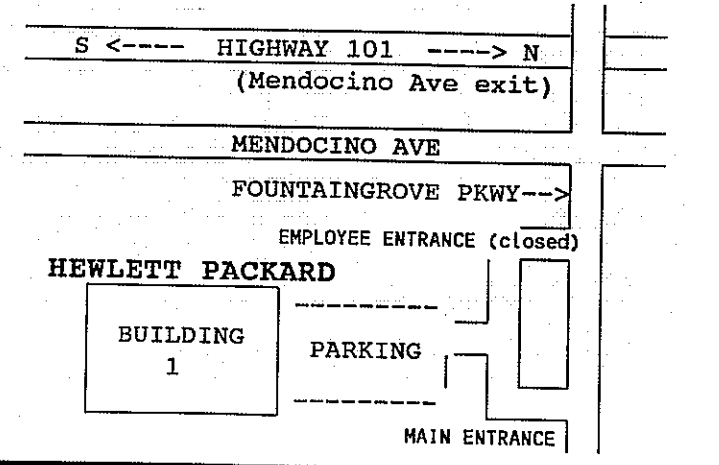 S <---- HIGHWAY 101 ----> N
(Mendocino Ave exit)
MENDOCINO AVE
FOUNTAINGROVE PKWY-->
EMPLOYEE ENTRANCE (closed)
HEWLETT PACKARD
BUILDING
1
PARKING
MAIN ENTRANCE